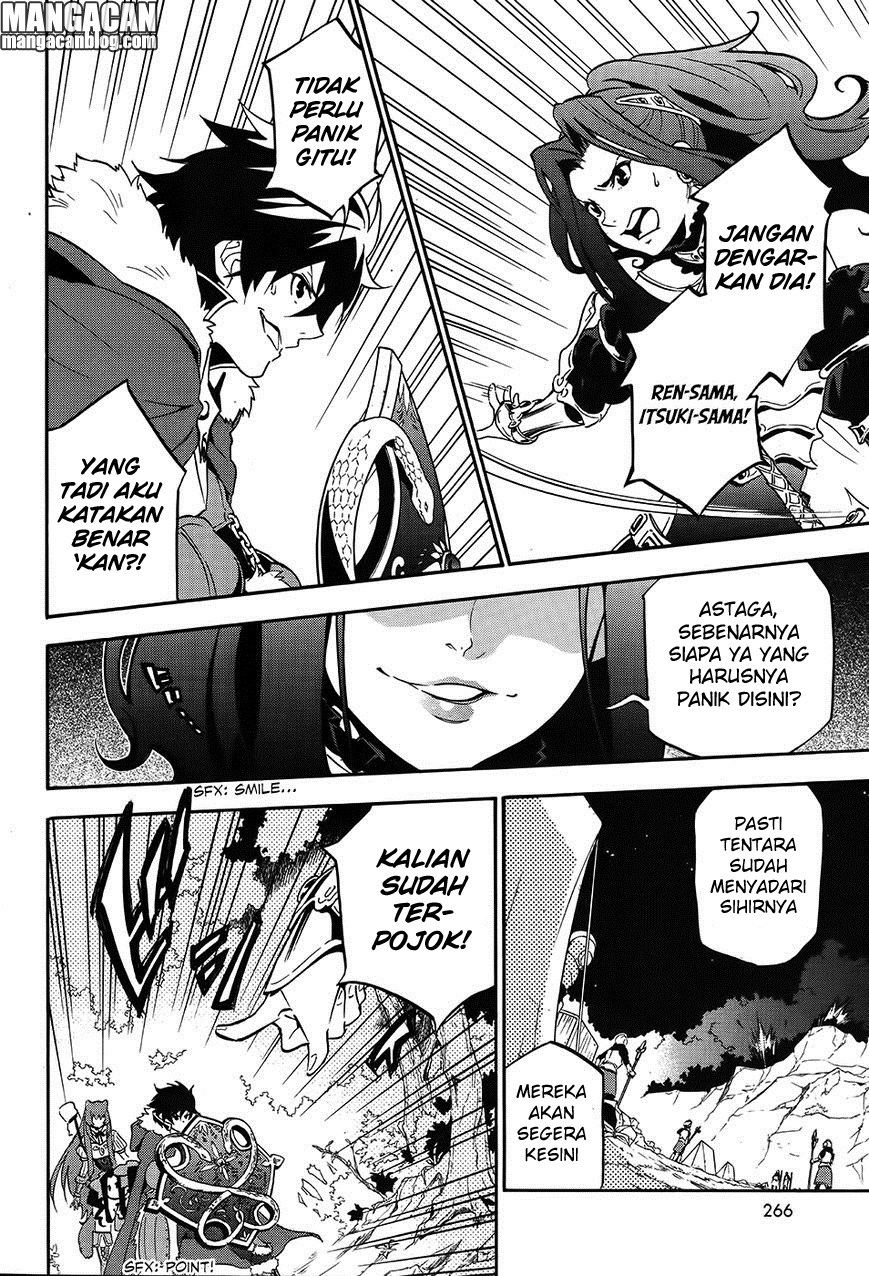 MANGACAN
mangacanblog.com
JANGAN
DENGAR-
KAN DIA!
REN-SAMA,
ITSUKI-SAMA!
TIDAK
PERLU
PANIK
GITU!
YANG
TADI AKU
KATAKAN
BENAR
'KAN?!
ASTAGA,
SEBENARNYA
SIAPA YA YANG
HARUSNYA
PANIK DISINI?
SFX: SMILE...
PASTI
TENTARA
SUDAH
MENYADARI
SIHIRNYA
MEREKA
AKAN
SEGERA
KESINI
KALIAN
SUDAH
TER-
POJOK!
SFX: POINT!
266